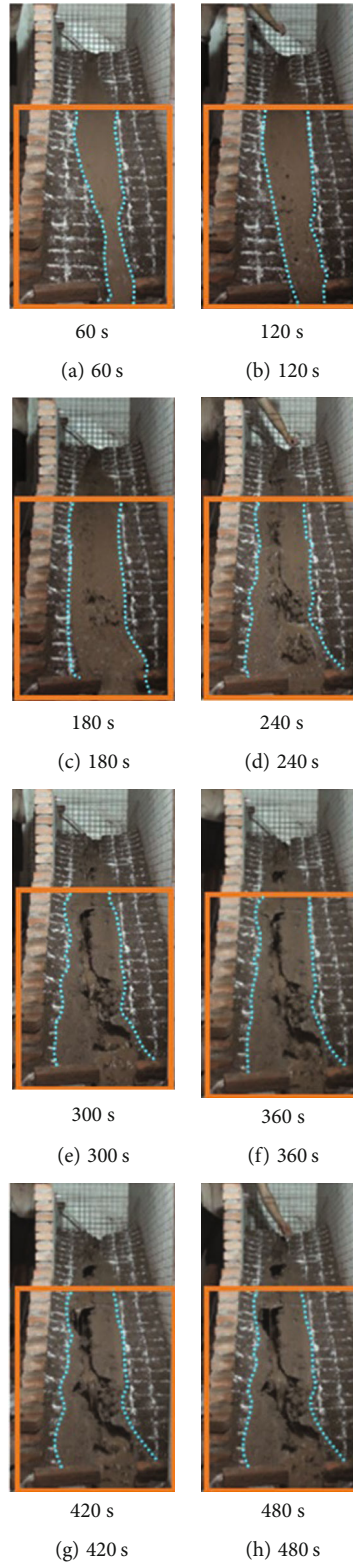 60 s
120 s
(a) 60 s
(b) 120 s
180 s
240 s
(c) 180 s
(d) 240 s
300 s
360 s
(e) 300 s
(f) 360 s
420 s
480 s
(g) 420 s
(h) 480 s